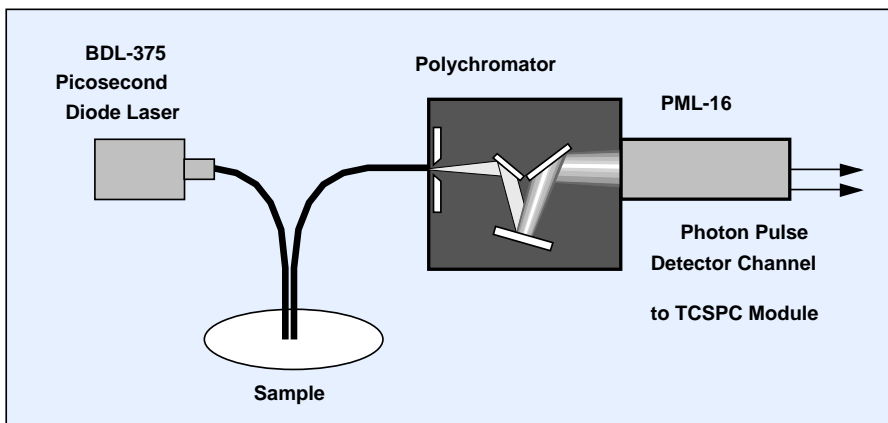 BDL-375
Picosecond
Diode Laser
Polychromator
PML-16
Photon Pulse
Detector Channel
to TCSPC Module
Sample